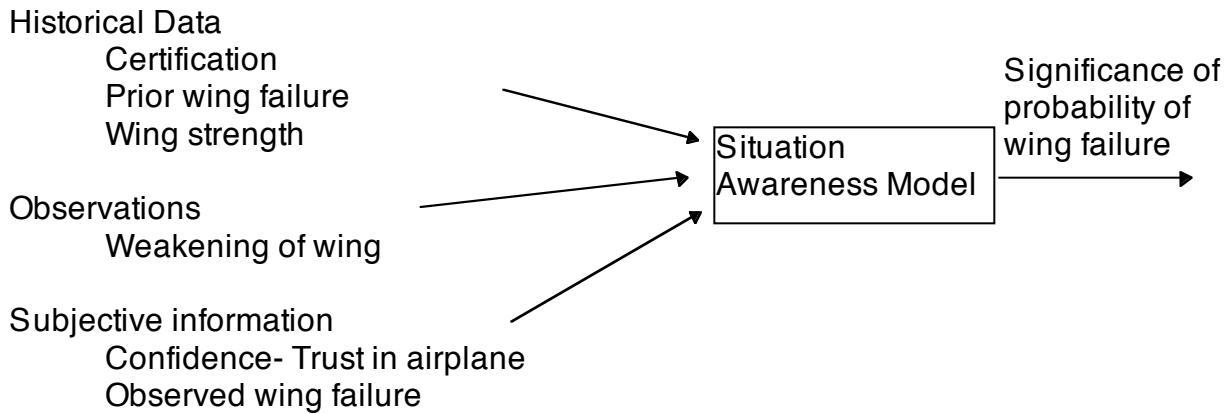 Historical Data
Certification
Prior wing failure
Wing strength
Observations
Weakening of wing
Subjective information
Confidence- Trust in airplane
Observed wing failure
Situation
Awareness Model
Significance of
probability of
wing failure